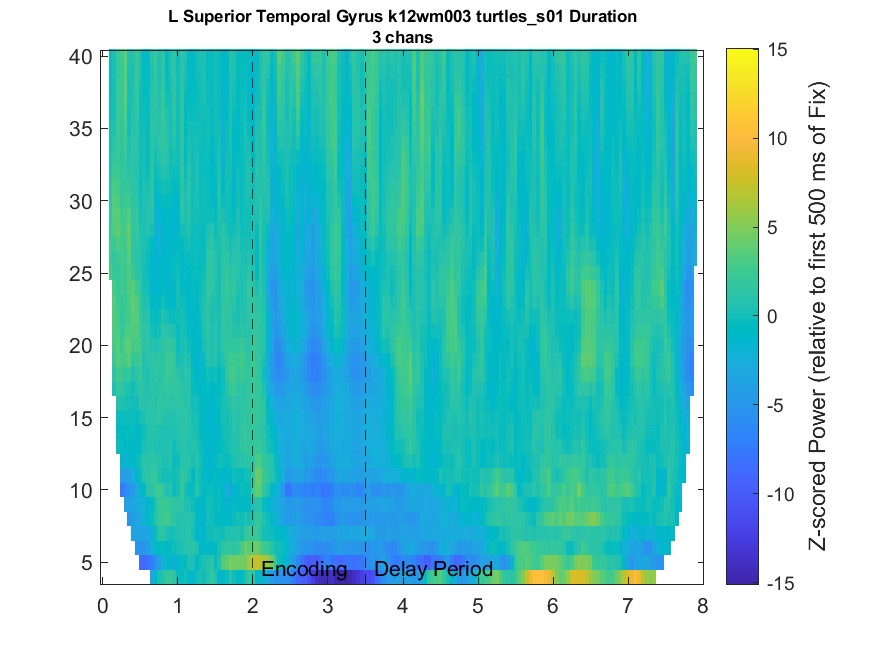 L Superior Temporal Gyrus k12wm003 turtles_s01 Duration
3 chans
40
35
30
25
20
15
10
5
Encoding
Delay Period
0 1 2 3 4 5 6 7 8
15
10
5
0
-5
-10
-15
Z-scored Power (relative to first 500 ms of Fix)